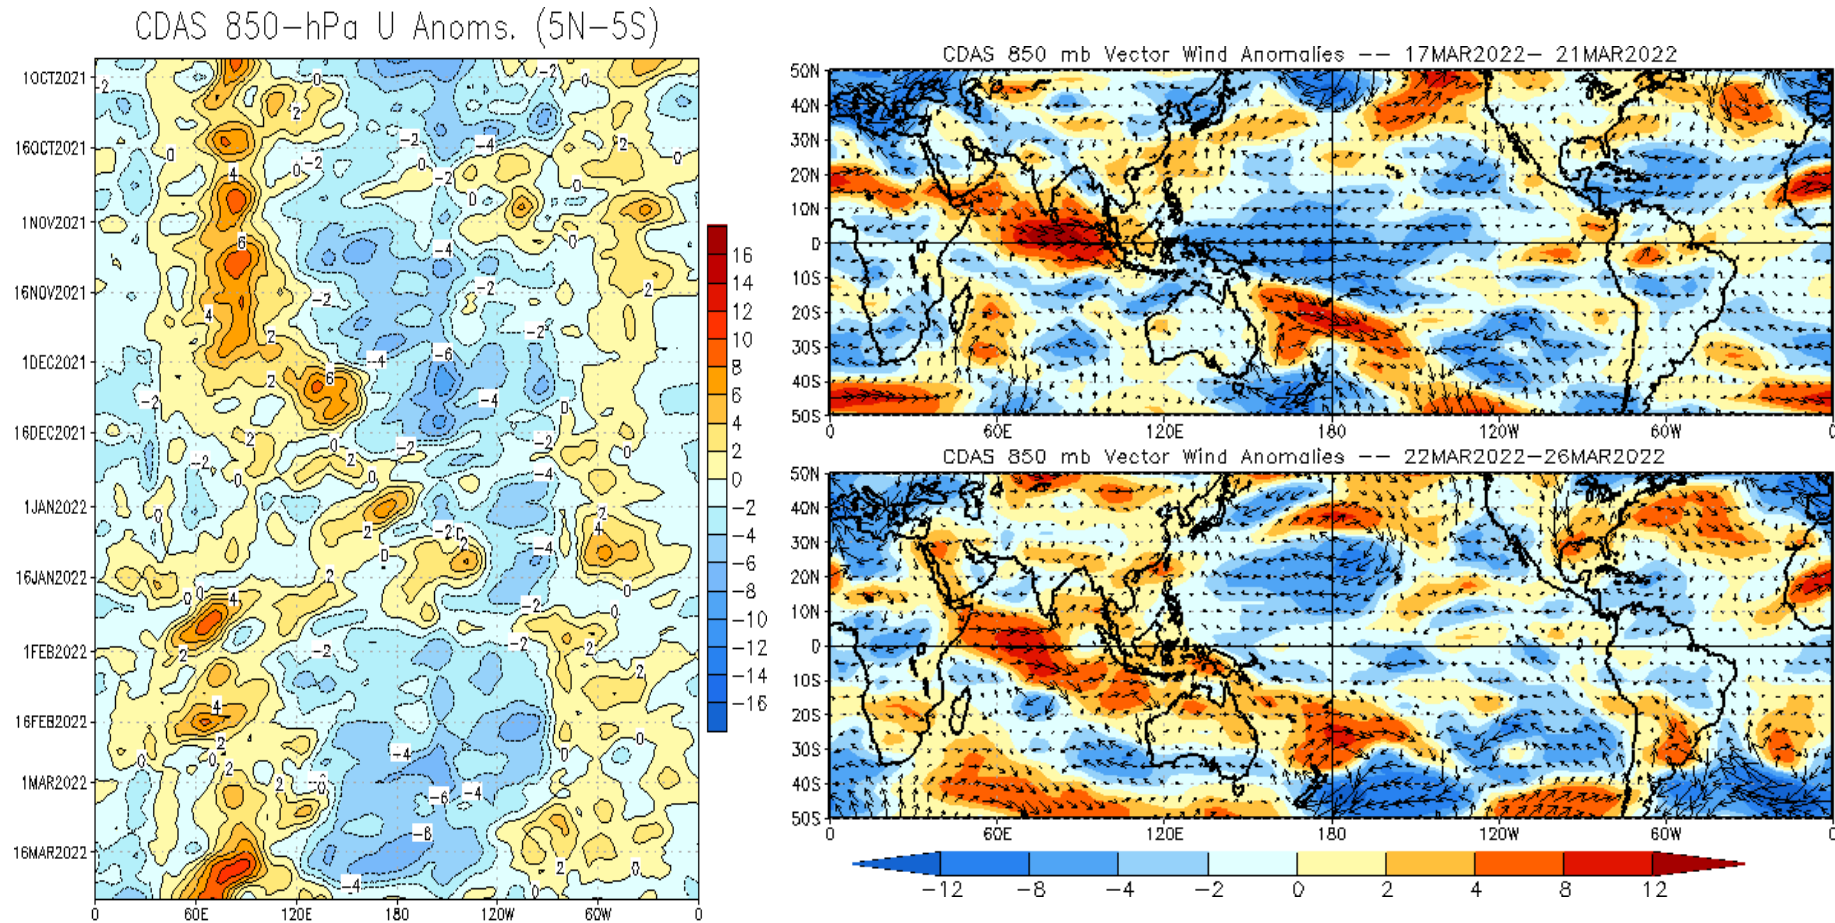 CDAS 850-hPa U Anoms. (5N-5S)
1OCT2021
16OCT2021
1NOV2021
16NOV2021
1DEC2021
16DEC2021
1JAN2022
16JAN2022
1FEB2022
16FEB2022
1MAR2022
16MAR2022
0 60E 120E 180 120W 60W 0
16
14
12
10
8
6
4
2
0
-2
-4
-6
-8
-10
-12
-14
-16
CDAS 850 mb Vector Wind Anomalies -- 17MAR2022- 21MAR2022
50N
40N
30N
20N
10N
0
10S
20S
30S
40S
50S
0 60E 120E 180 120W 60W 0
CDAS 850 mb Vector Wind Anomalies -- 22MAR2022-26MAR2022
50N
40N
30N
20N
10N
0
10S
20S
30S
40S
50S
0 60E 120E 180 120W 60W 0
-12 -8 -4 -2 0 2 4 8 12